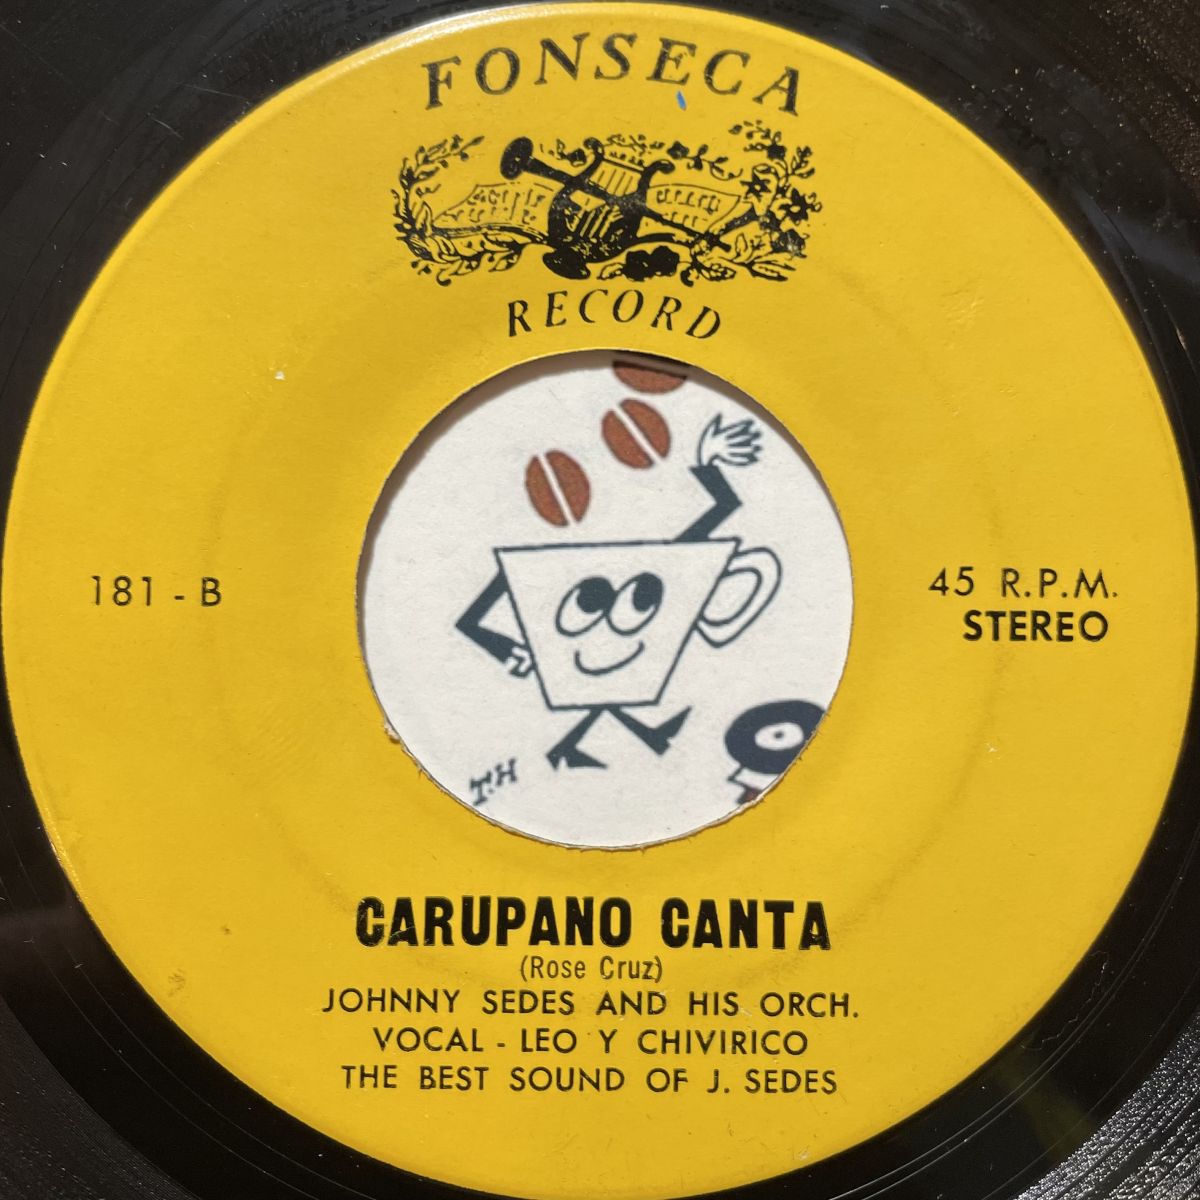 FONSECA
RECORD
181 - B
45 R.P.M.
STEREO
T.H
CARUPANO CANTA
(Rose Cruz)
JOHNNY SEDES AND HIS ORCH.
VOCAL - LEO Y CHIVIRICO
THE BEST SOUND OF J. SEDES